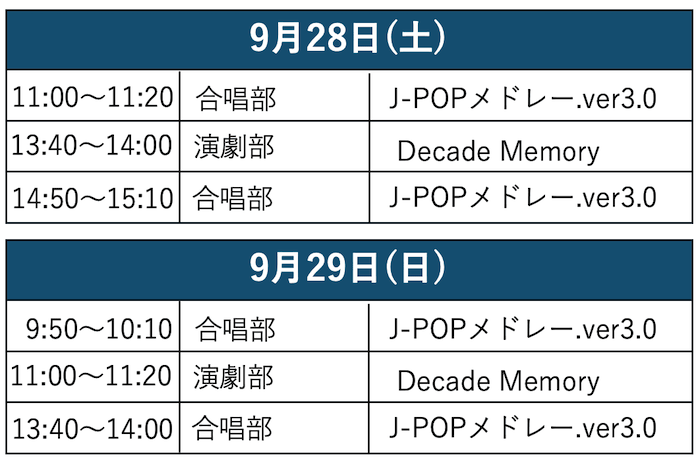 9月28日(土)
11:00〜11:20 合唱部 J-POPメドレー.ver3.0
13:40〜14:00 演劇部 Decade Memory
14:50〜15:10 合唱部 J-POPメドレー.ver3.0
9月29日(日)
9:50〜10:10 合唱部 J-POPメドレー.ver3.0
11:00〜11:20 演劇部 Decade Memory
13:40〜14:00 合唱部 J-POPメドレー.ver3.0